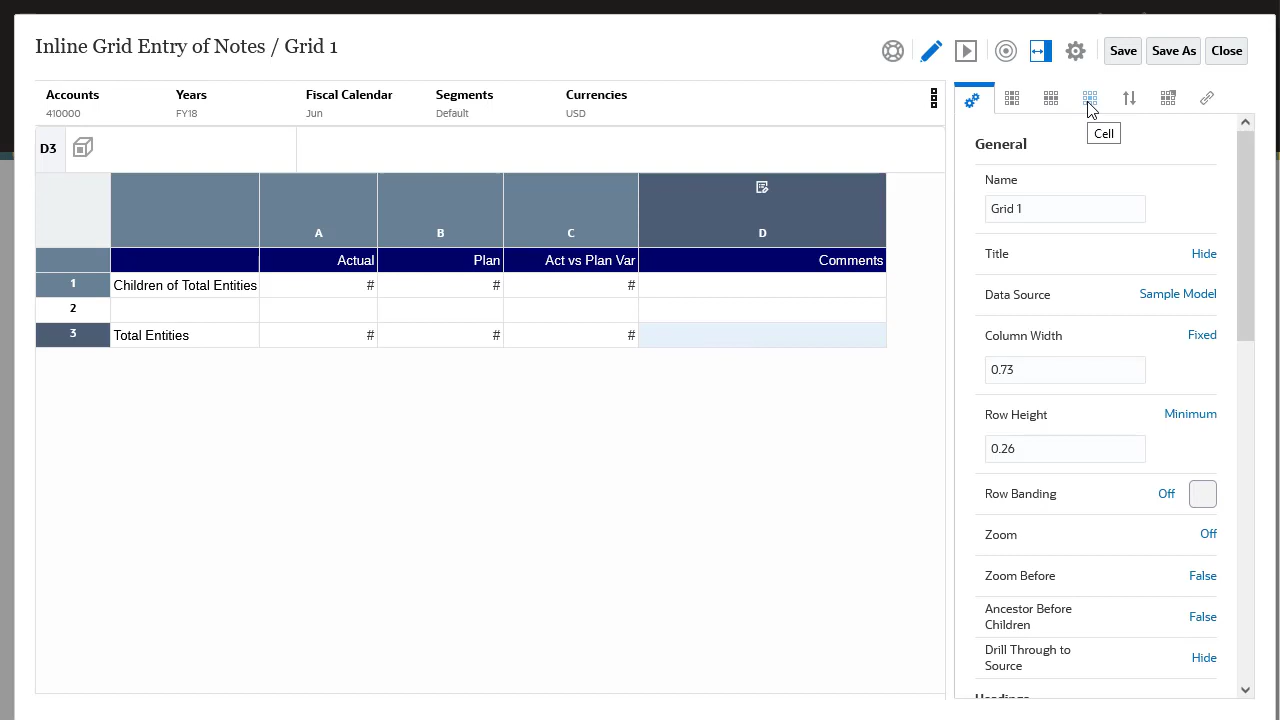 Inline Grid Entry of Notes / Grid 1
Save
Save As
Close
Accounts
410000
Years
FY18
Fiscal Calendar
Jun
Segments
Default
Currencies
USD
D3
A
B
C
D
Actual
Plan
Act vs Plan Var
Comments
1
Children of Total Entities
#
#
#
2
3
Total Entities
#
#
#
Cell
General
Name
Grid 1
Title
Hide
Data Source
Sample Model
Column Width
Fixed
0.73
Row Height
Minimum
0.26
Row Banding
Off
Zoom
Off
Zoom Before
False
Ancestor Before
Children
False
Drill Through to
Source
Hide
Headings